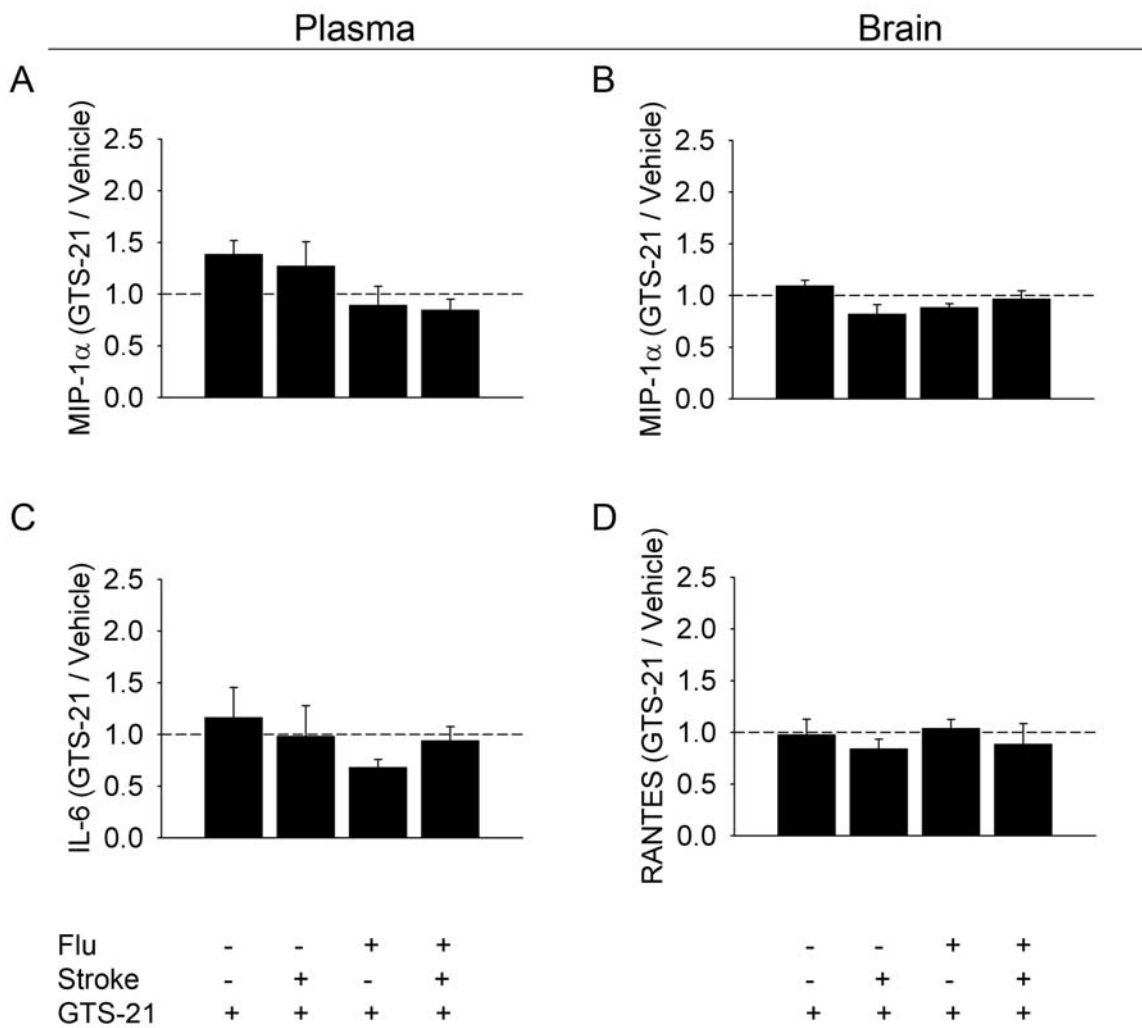 Plasma
Brain
A
MIP-1α (GTS-21 / Vehicle)
2.5
2.0
1.5
1.0
0.5
0.0
B
MIP-1α (GTS-21 / Vehicle)
2.5
2.0
1.5
1.0
0.5
0.0
C
IL-6 (GTS-21 / Vehicle)
2.5
2.0
1.5
1.0
0.5
0.0
D
RANTES (GTS-21 / Vehicle)
2.5
2.0
1.5
1.0
0.5
0.0
Flu - - + + - - + +
Stroke - + - + - + - +
GTS-21 + + + + + + + +